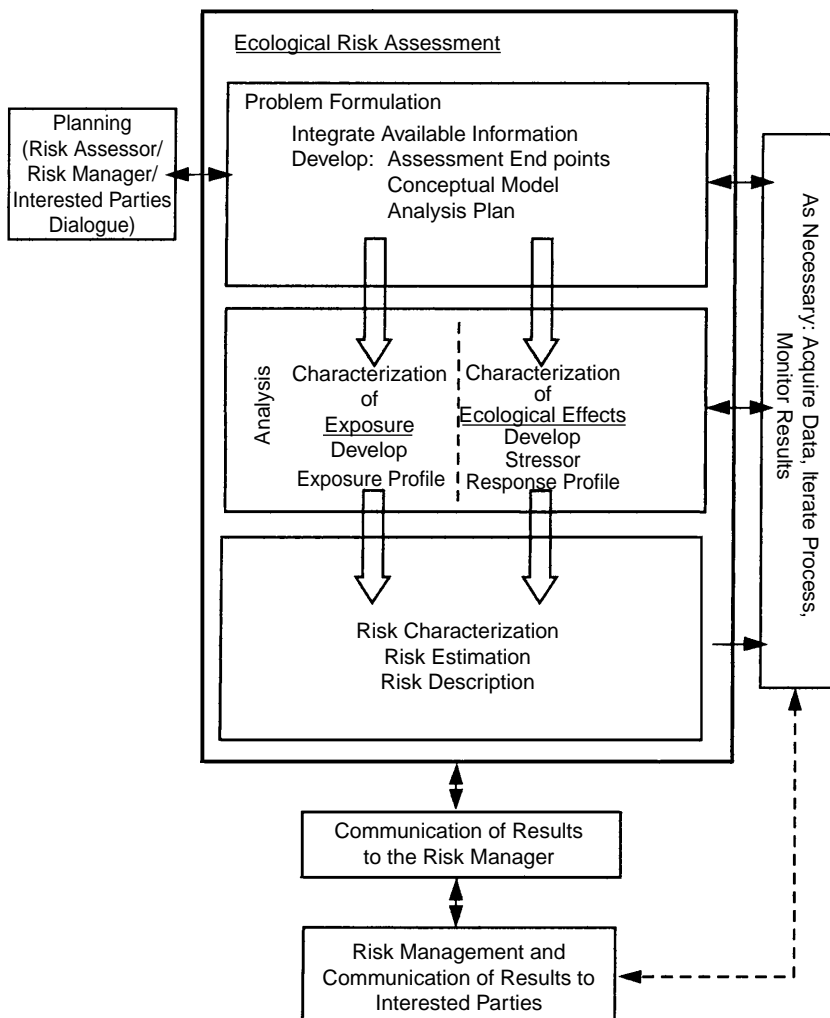 Ecological Risk Assessment
Planning
(Risk Assessor/
Risk Manager/
Interested Parties
Dialogue)
Problem Formulation
Integrate Available Information
Develop: Assessment End points
Conceptual Model
Analysis Plan
Analysis
Characterization
of
Exposure
Develop
Exposure Profile
Characterization
of
Ecological Effects
Develop
Stressor
Response Profile
Risk Characterization
Risk Estimation
Risk Description
As Necessary: Acquire Data, Iterate Process,
Monitor Results
Communication of Results
to the Risk Manager
Risk Management and
Communication of Results to
Interested Parties